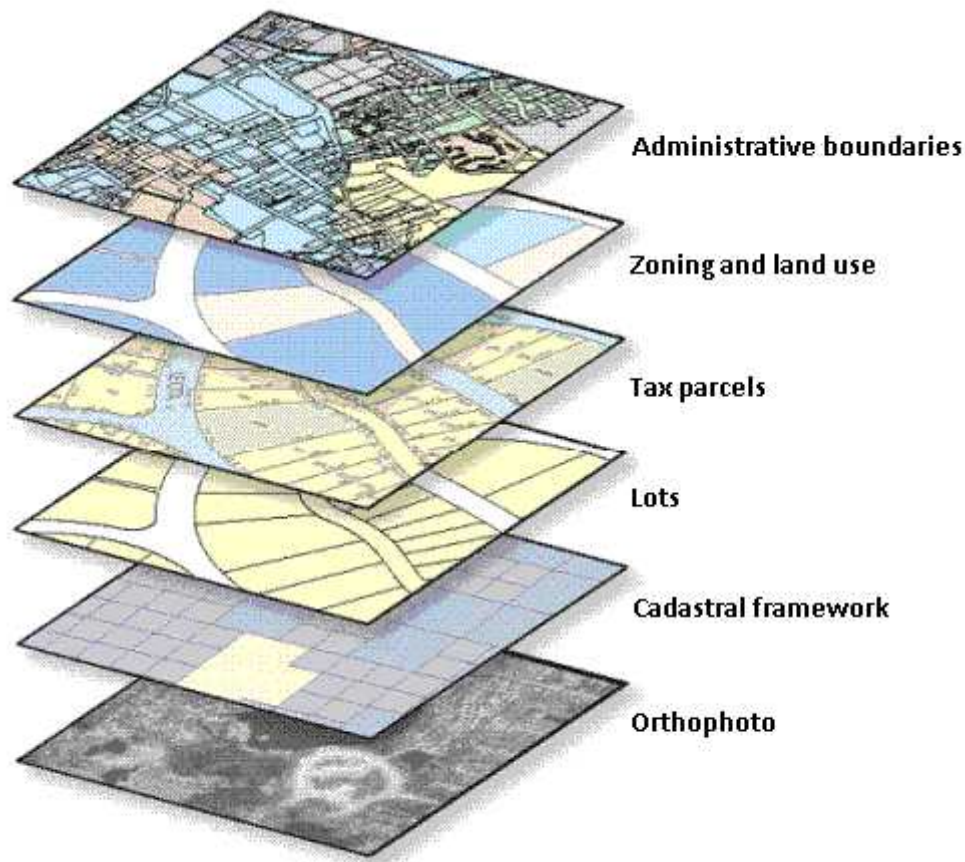 Administrative boundaries
Zoning and land use
Tax parcels
Lots
Cadastral framework
Orthophoto